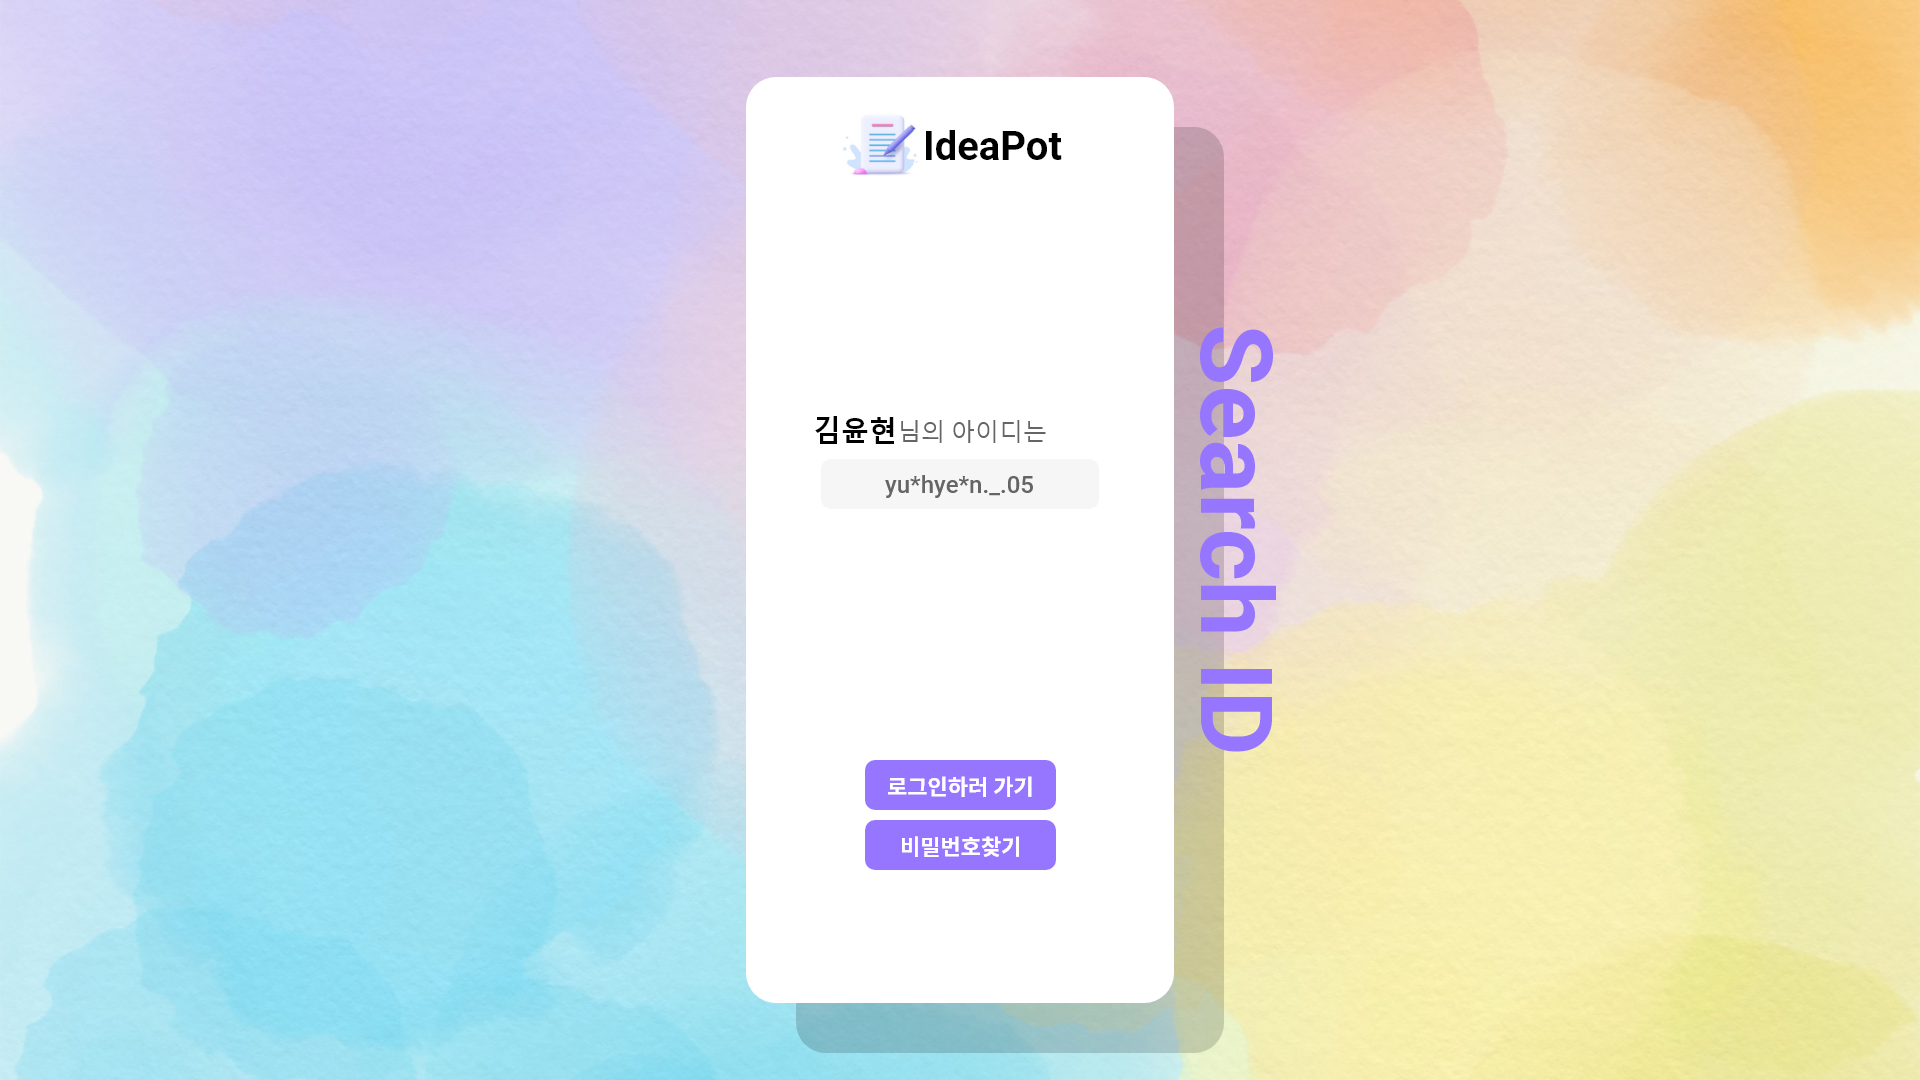 IdeaPot
김윤현님의 아이디는
yu*hye*n._.05
로그인하러 가기
비밀번호찾기
Search ID